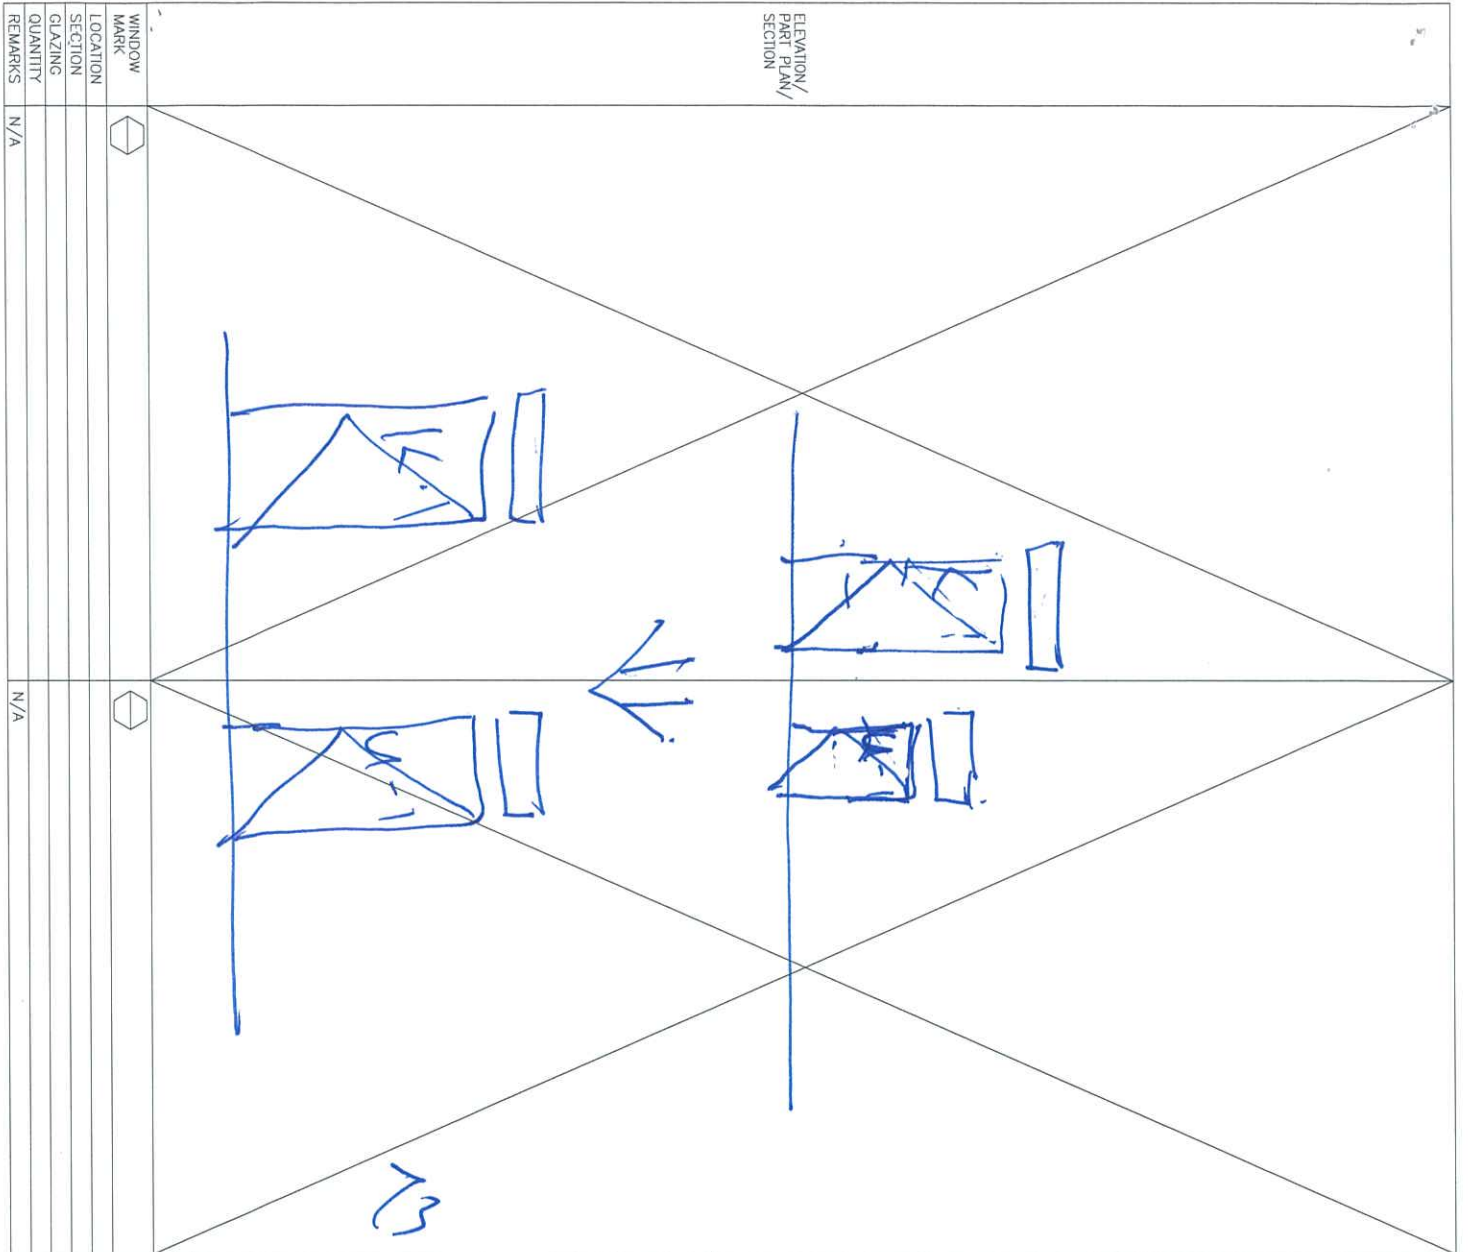 ELEVATION/
PART PLAN/
SECTION
WINDOW
MARK
LOCATION
SECTION
GLAZING
QUANTITY
REMARKS N/A N/A